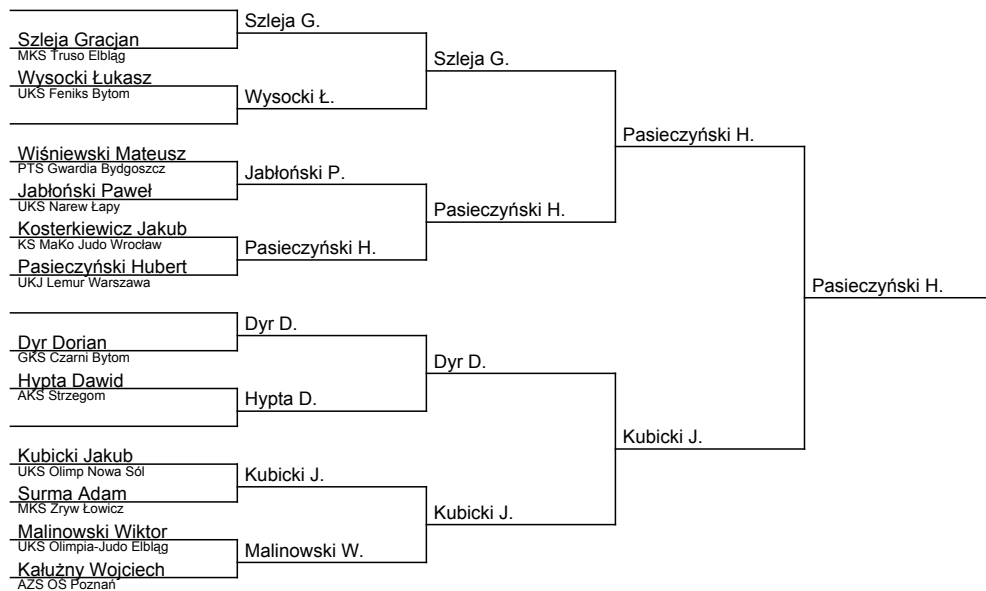 Szleja G.
Szleja Gracjan
MKS Truso Elbląg
Szleja G.
Wysocki Łukasz
UKS Feniks Bytom
Wysocki Ł.
Pasieczyński H.
Wiśniewski Mateusz
PTS Gwardia Bydgoszcz
Jabłoński P.
Jabłoński Paweł
UKS Narew Łapy
Pasieczyński H.
Kosterkiewicz Jakub
KS MaKo Judo Wrocław
Pasieczyński H.
Pasieczyński Hubert
UKJ Lemur Warszawa
Pasieczyński H.
Dyr D.
Dyr Dorian
GKS Czarni Bytom
Dyr D.
Hypta Dawid
AKS Strzegom
Hypta D.
Kubicki J.
Kubicki Jakub
UKS Olimp Nowa Sól
Kubicki J.
Surma Adam
MKS Zryw Łowicz
Kubicki J.
Malinowski Wiktor
UKS Olimpia-Judo Elbląg
Malinowski W.
Kałużny Wojciech
AZS OŚ Poznań